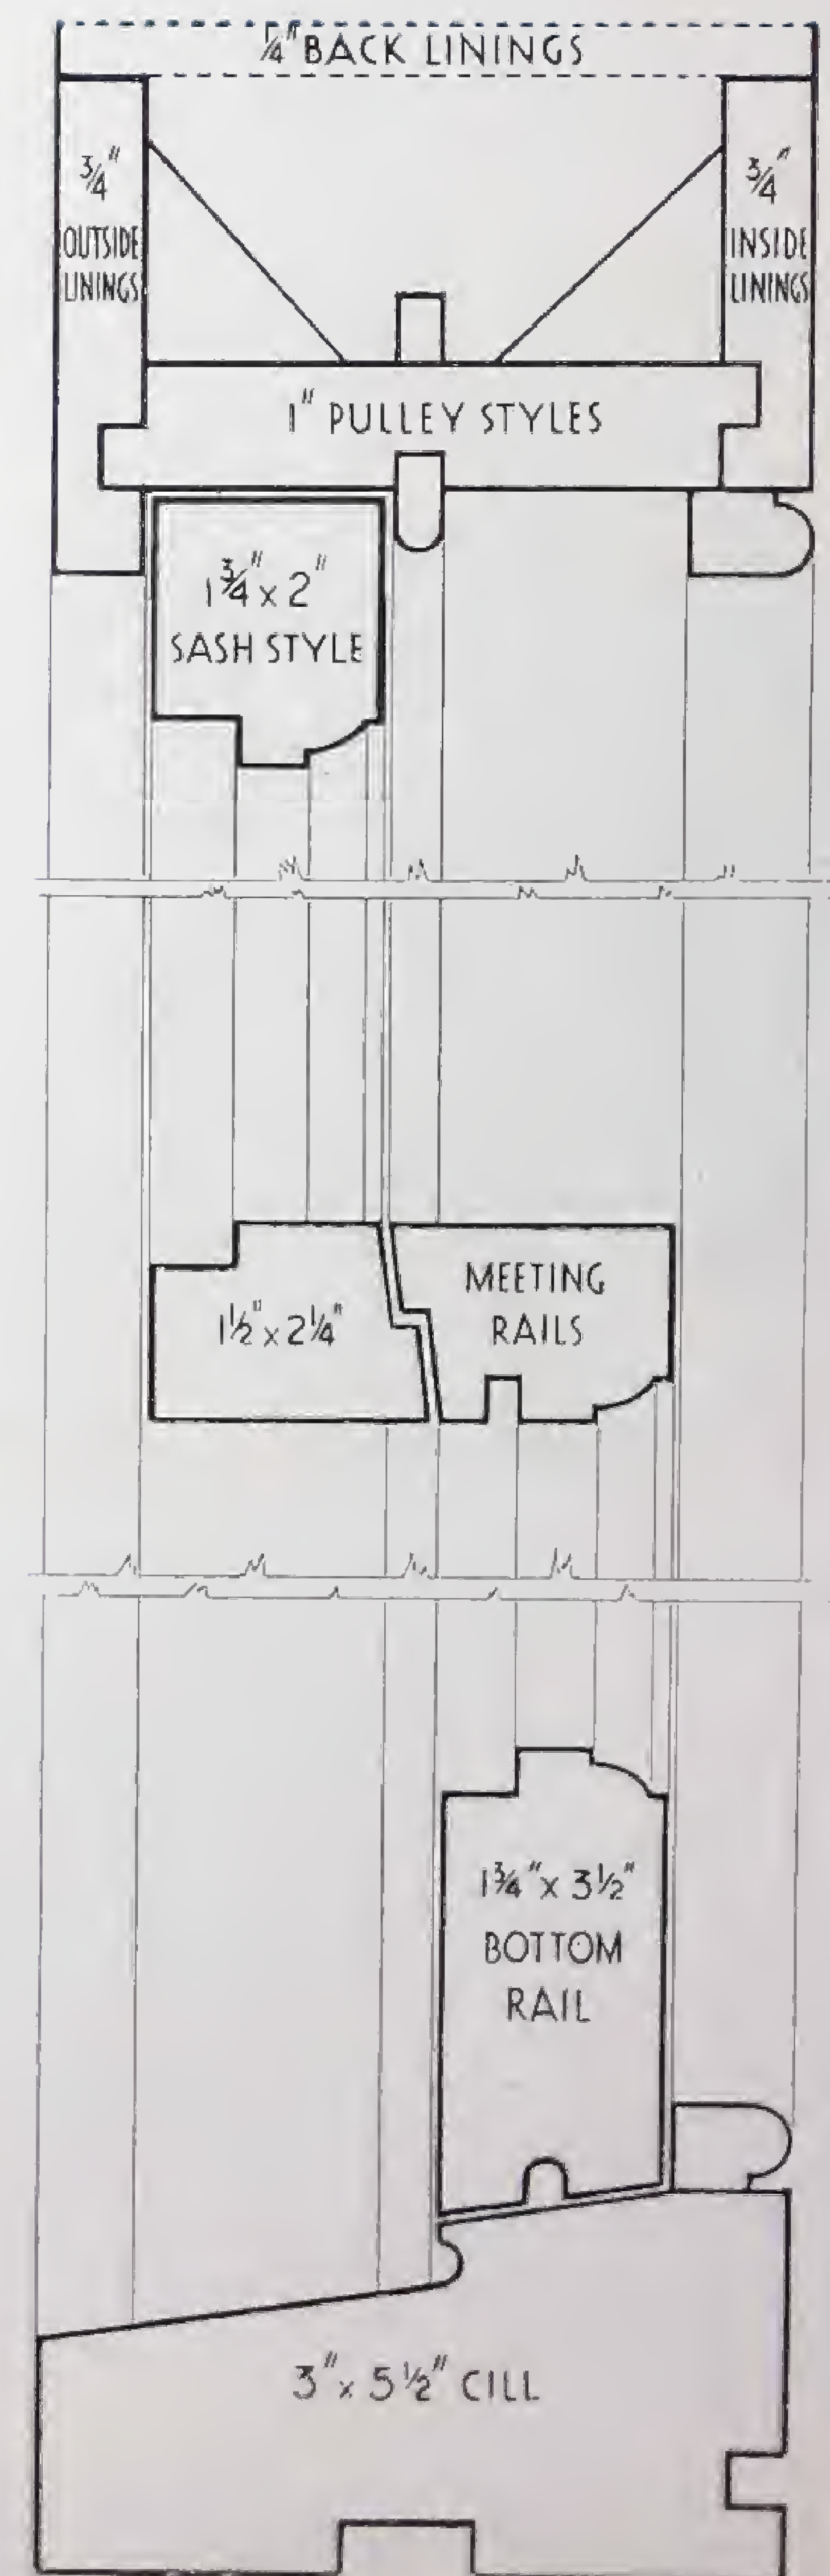 ¼" BACK LININGS
¾"
OUTSIDE
LININGS
¾"
INSIDE
LININGS
1" PULLEY STYLES
1¾" x 2"
SASH STYLE
1½" x 2¼"
MEETING
RAILS
1¾" x 3½"
BOTTOM
RAIL
3" x 5½" CILL